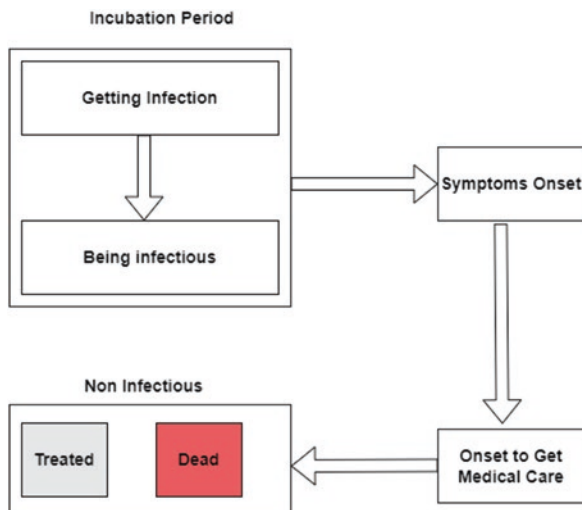 Incubation Period
Getting Infection
Being infectious
Symptoms Onset
Onset to Get
Medical Care
Non Infectious
Treated
Dead